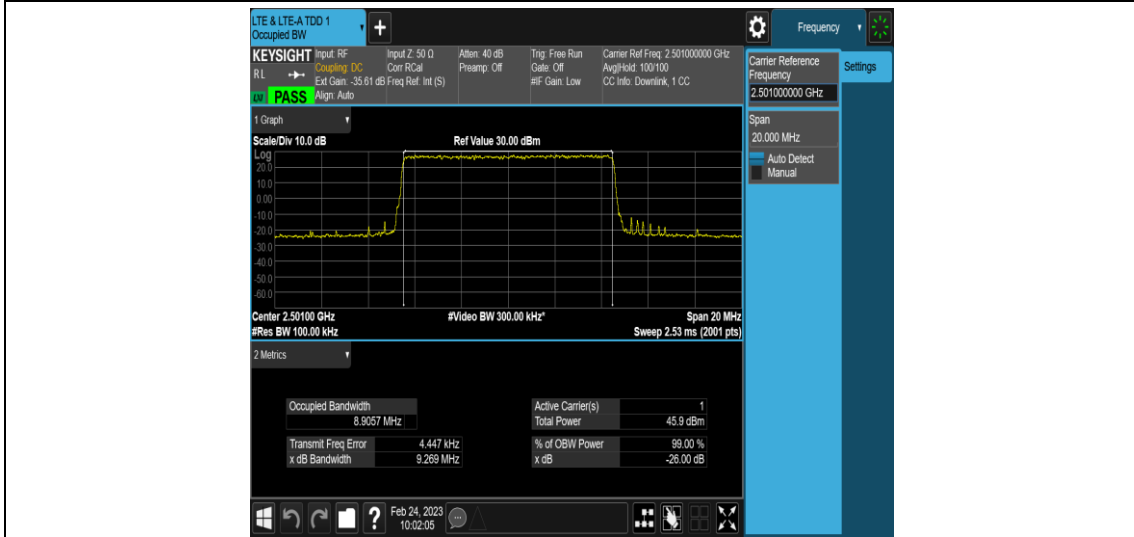 LTE & LTE-A TDD 1
Occupied BW
+
Frequency
KEYSIGHT
RL
PASS
Input: RF
Coupling: DC
Ext Gain: -35.61 dB
Align: Auto
Input Z: 50 Ω
Corr RCal
Freq Ref: Int (S)
Atten: 40 dB
Preamp: Off
Trig: Free Run
Gate: Off
#IF Gain: Low
Carrier Ref Freq: 2.501000000 GHz
Avg|Hold: 100/100
CC Info: Downlink, 1 CC
Carrier Reference
Frequency
2.501000000 GHz
Settings
Span
20.000 MHz
Auto Detect
Manual
1 Graph
Scale/Div 10.0 dB
Ref Value 30.00 dBm
Log
20.0
10.0
0.00
-10.0
-20.0
-30.0
-40.0
-50.0
-60.0
Center 2.50100 GHz
#Video BW 300.00 kHz*
Span 20 MHz
#Res BW 100.00 kHz
Sweep 2.53 ms (2001 pts)
2 Metrics
Occupied Bandwidth
8.9057 MHz
Active Carrier(s) 1
Total Power 45.9 dBm
Transmit Freq Error 4.447 kHz
x dB Bandwidth 9.269 MHz
% of OBW Power 99.00 %
x dB -26.00 dB
?
Feb 24, 2023
10:02:05